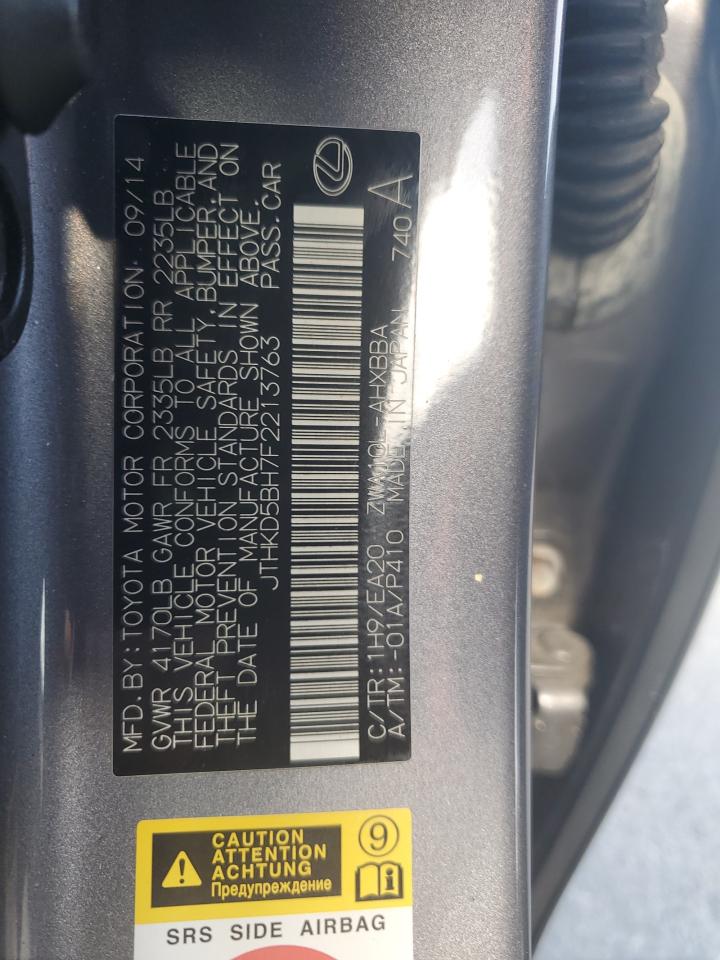 MFD. BY: TOYOTA MOTOR CORPORATION 09/14
GVWR 4170LB GAWR FR 2335LB RR 2235LB
THIS VEHICLE CONFORMS TO ALL APPLICABLE
FEDERAL MOTOR VEHICLE SAFETY, BUMPER, AND
THEFT PREVENTION STANDARDS IN EFFECT ON
THE DATE OF MANUFACTURE SHOWN ABOVE.
JTHKD5BH7F2213763 PASS. CAR
C/TR: 1H9/EA20 ZWA10L-AHXBBA
A/TM: -01A/P410 MADE IN JAPAN 740 A
CAUTION
ATTENTION
ACHTUNG
Предупреждение
9
i
SRS SIDE AIRBAG